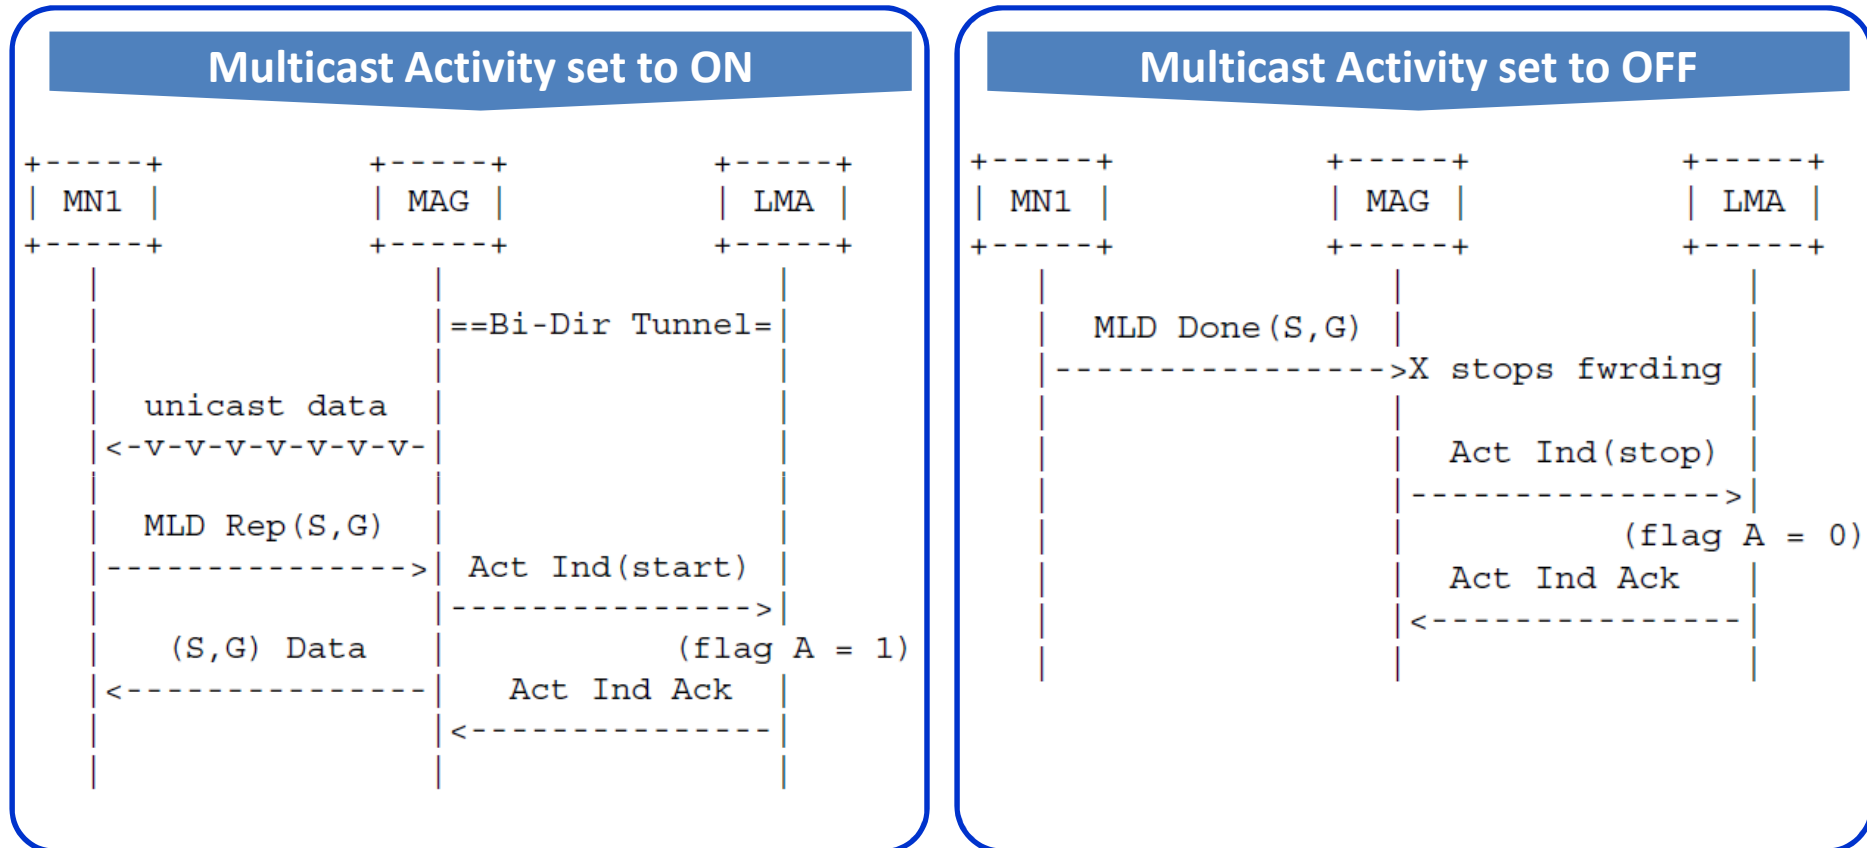 Multicast Activity set to ON
+-----+ +-----+ +-----+
| MN1 | | MAG | | LMA |
+-----+ +-----+ +-----+
| | |
| |==Bi-Dir Tunnel=|
| | |
| unicast data | |
|<-v-v-v-v-v-v-v-| |
| | |
| MLD Rep(S,G) | |
|--------------->| Act Ind(start) |
| |--------------->|
| (S,G) Data | (flag A = 1)
|<---------------| Act Ind Ack |
| |<---------------|
| | |
Multicast Activity set to OFF
+-----+ +-----+ +-----+
| MN1 | | MAG | | LMA |
+-----+ +-----+ +-----+
| | |
| MLD Done(S,G) | |
|---------------->X stops fwrding |
| | |
| | Act Ind(stop) |
| |--------------->|
| | (flag A = 0)
| | Act Ind Ack |
| |<---------------|
| | |